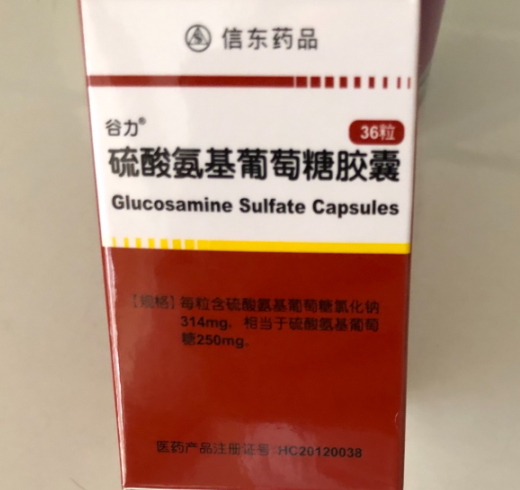 信东药品
谷力®
36粒
硫酸氨基葡萄糖胶囊
Glucosamine Sulfate Capsules
【规格】每粒含硫酸氨基葡萄糖氯化钠
314mg，相当于硫酸氨基葡萄
糖250mg。
医药产品注册证号:HC20120038